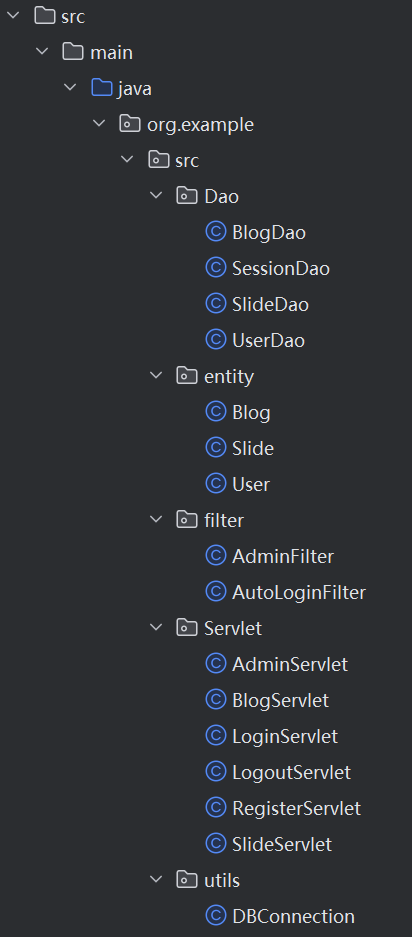 src
main
java
org.example
src
Dao
BlogDao
SessionDao
SlideDao
UserDao
entity
Blog
Slide
User
filter
AdminFilter
AutoLoginFilter
Servlet
AdminServlet
BlogServlet
LoginServlet
LogoutServlet
RegisterServlet
SlideServlet
utils
DBConnection